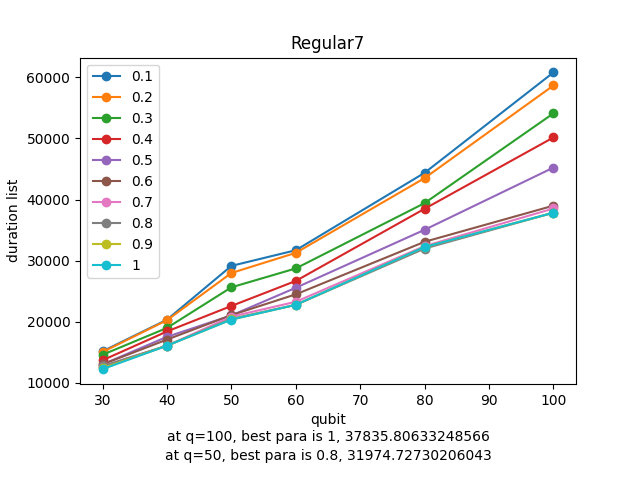 Regular7
60000
50000
40000
30000
20000
10000
duration list
0.1
0.2
0.3
0.4
0.5
0.6
0.7
0.8
0.9
1
30 40 50 60 70 80 90 100
qubit
at q=100, best para is 1, 37835.80633248566
at q=50, best para is 0.8, 31974.72730206043